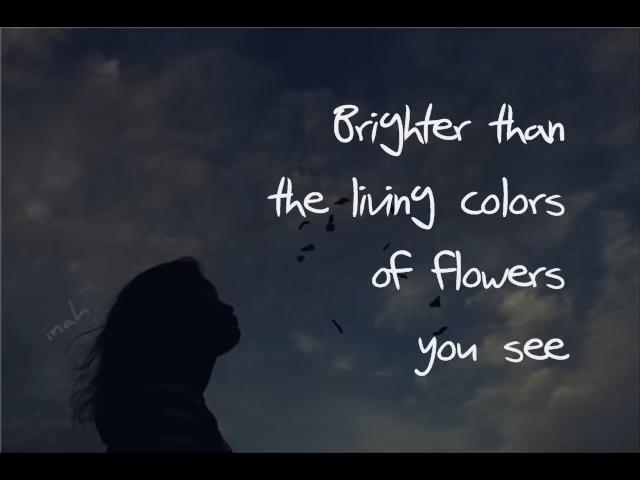 Brighter than
the living colors
of flowers
you see
inah